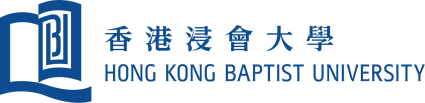 香港浸會大學
HONG KONG BAPTIST UNIVERSITY